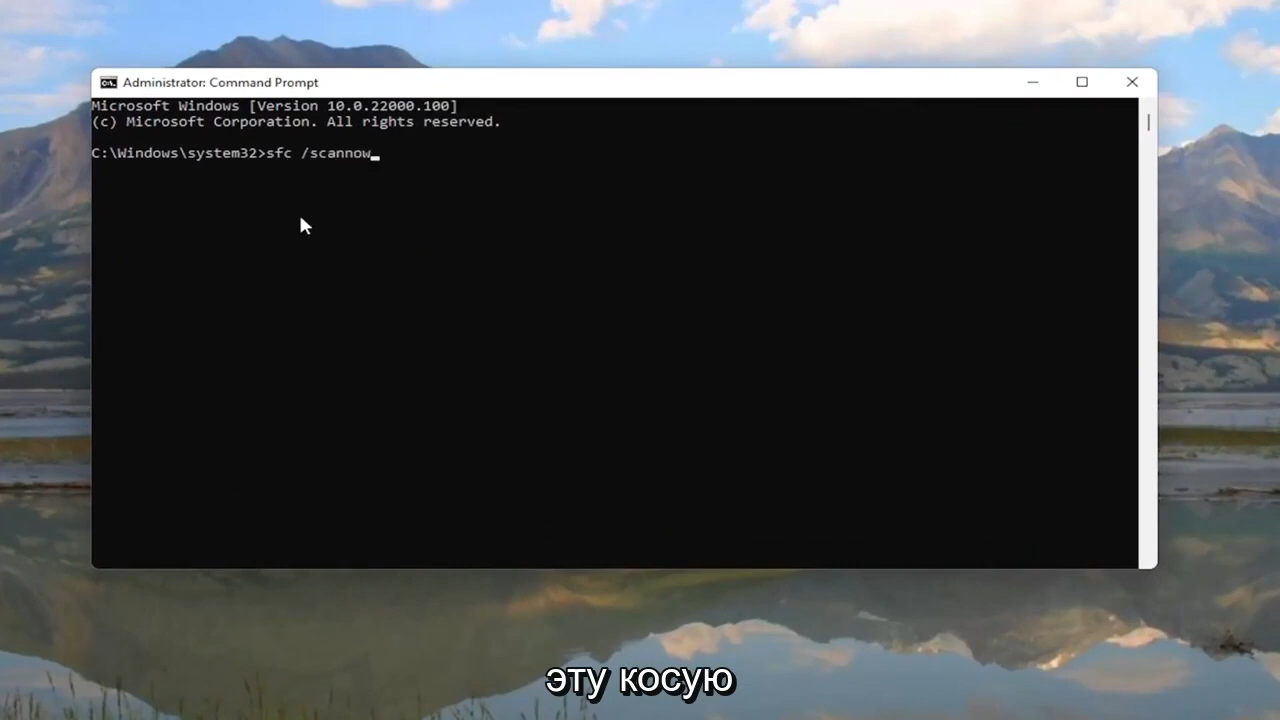 Administrator: Command Prompt
Microsoft Windows [Version 10.0.22000.100]
(c) Microsoft Corporation. All rights reserved.
C:\Windows\system32>sfc /scannow
эту косую